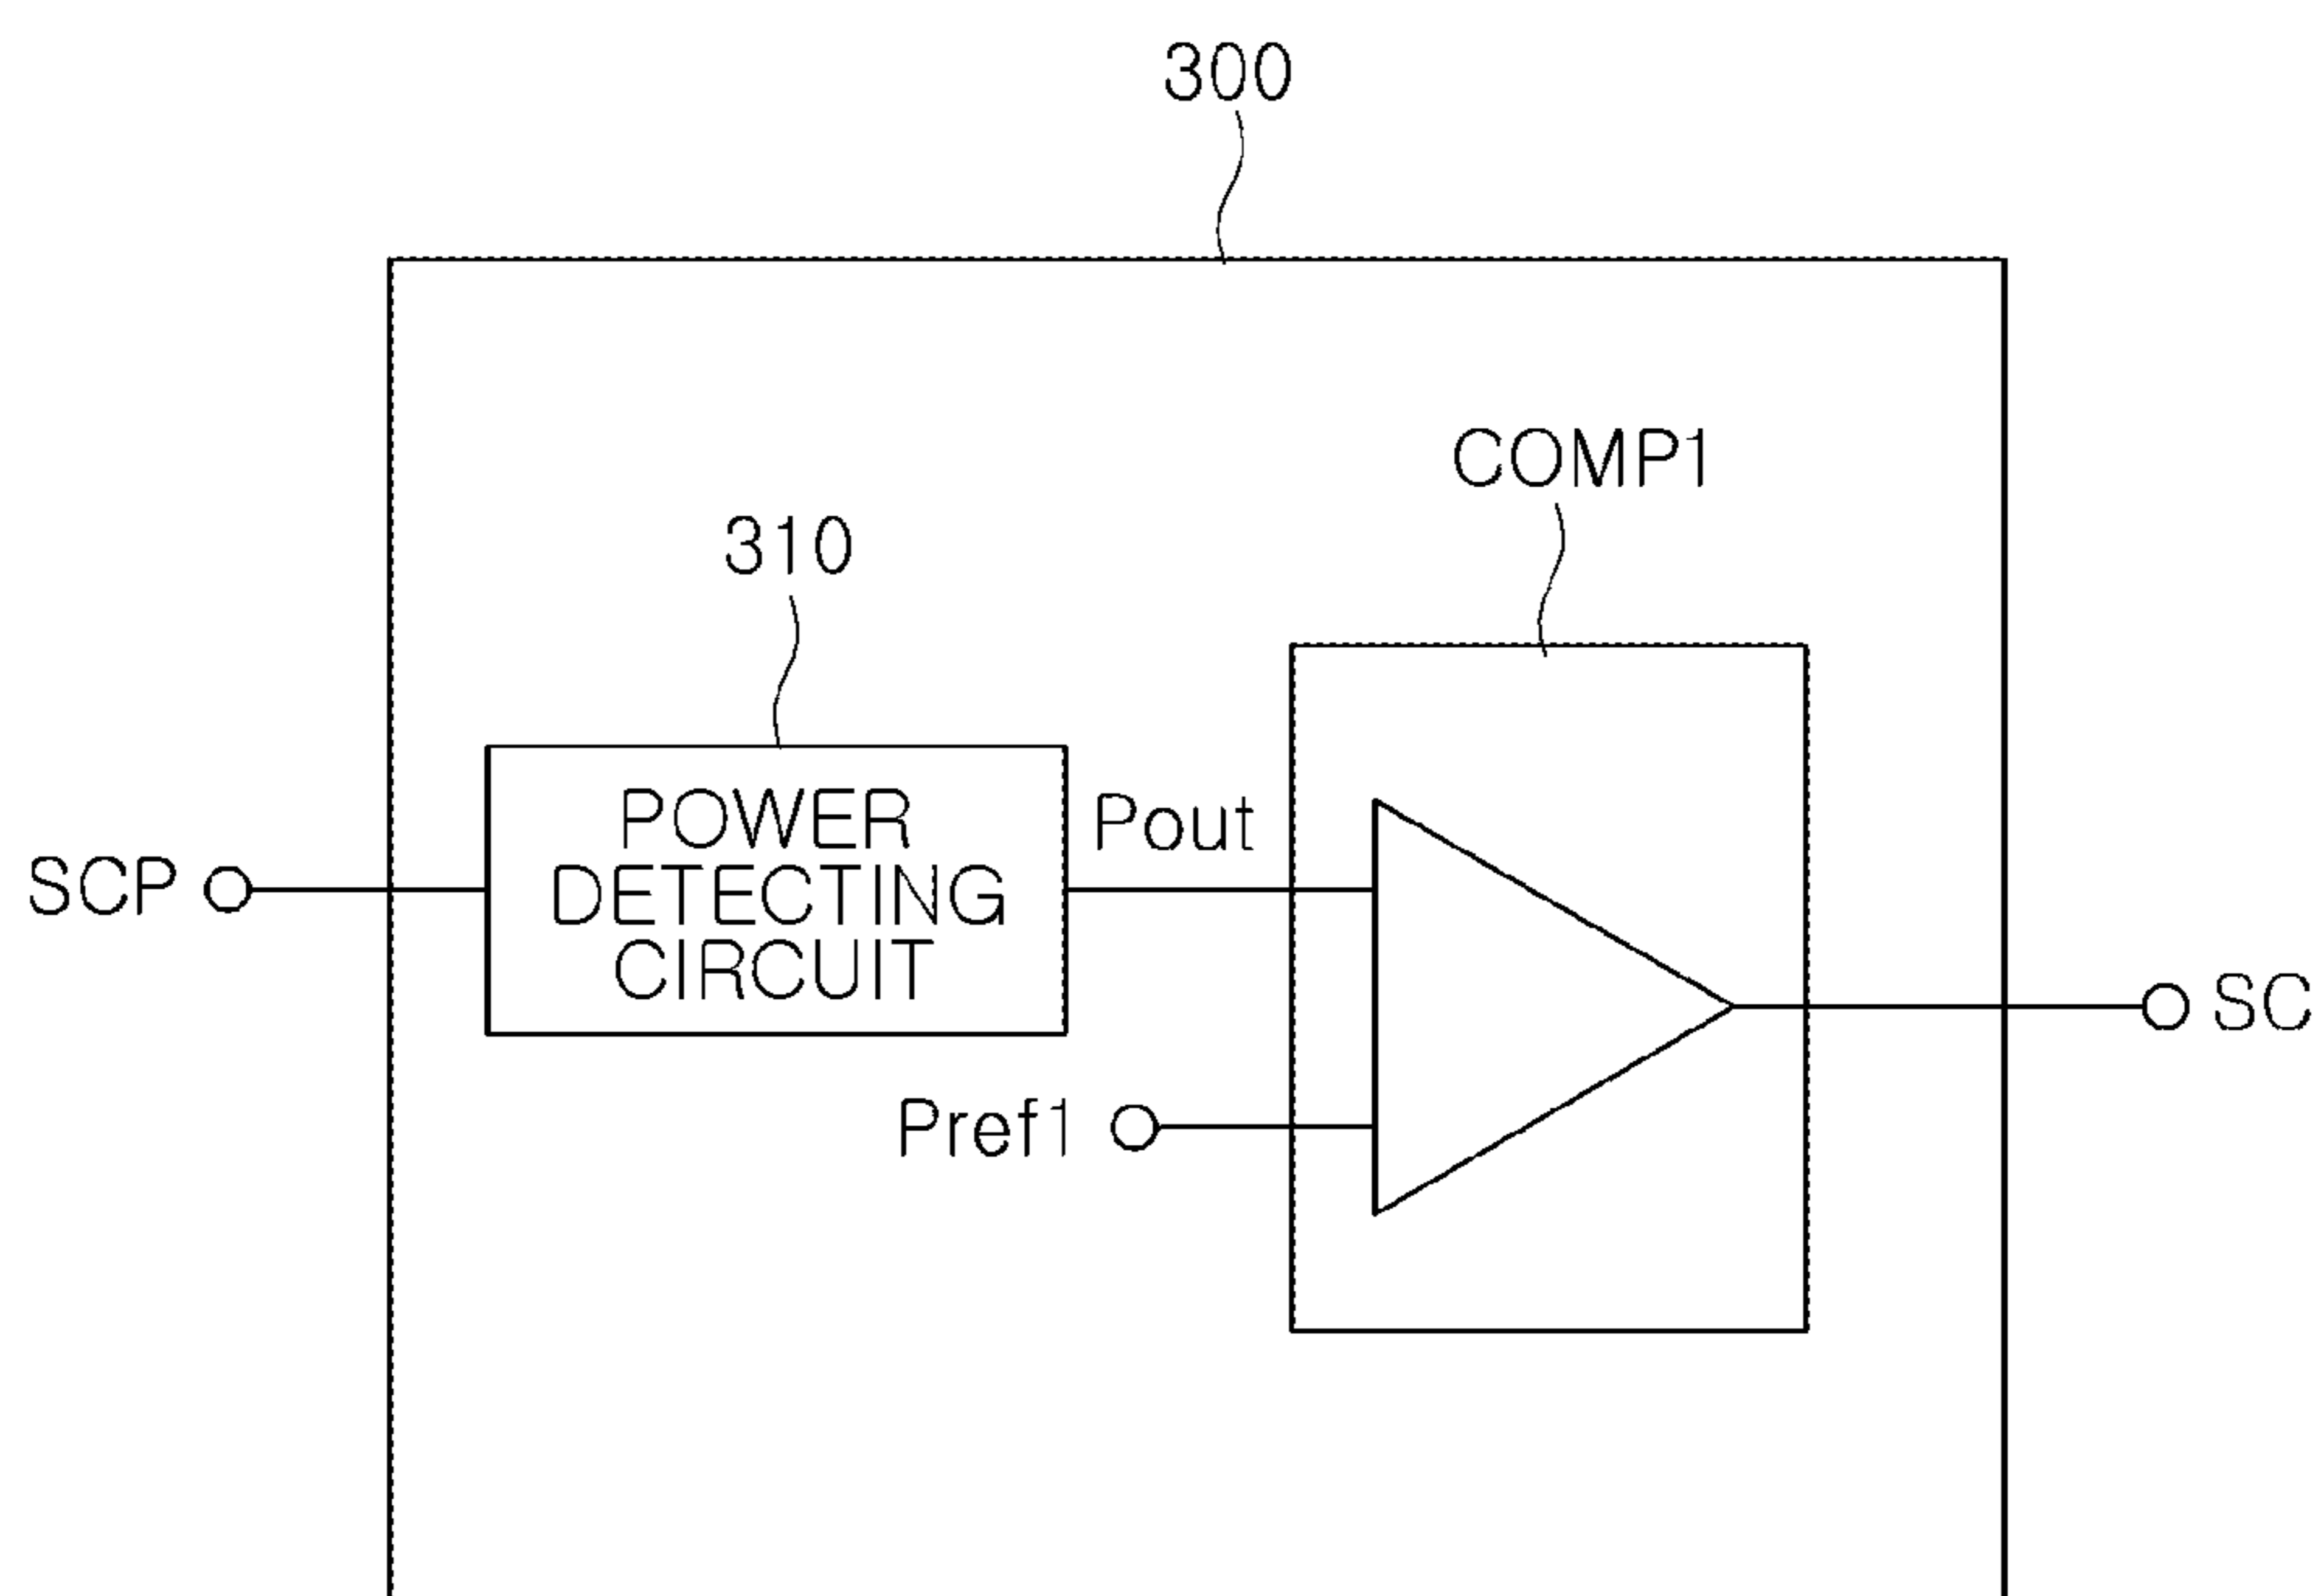 300
COMP1
310
POWER
DETECTING
CIRCUIT
Pout
SCP
SC
Pref1